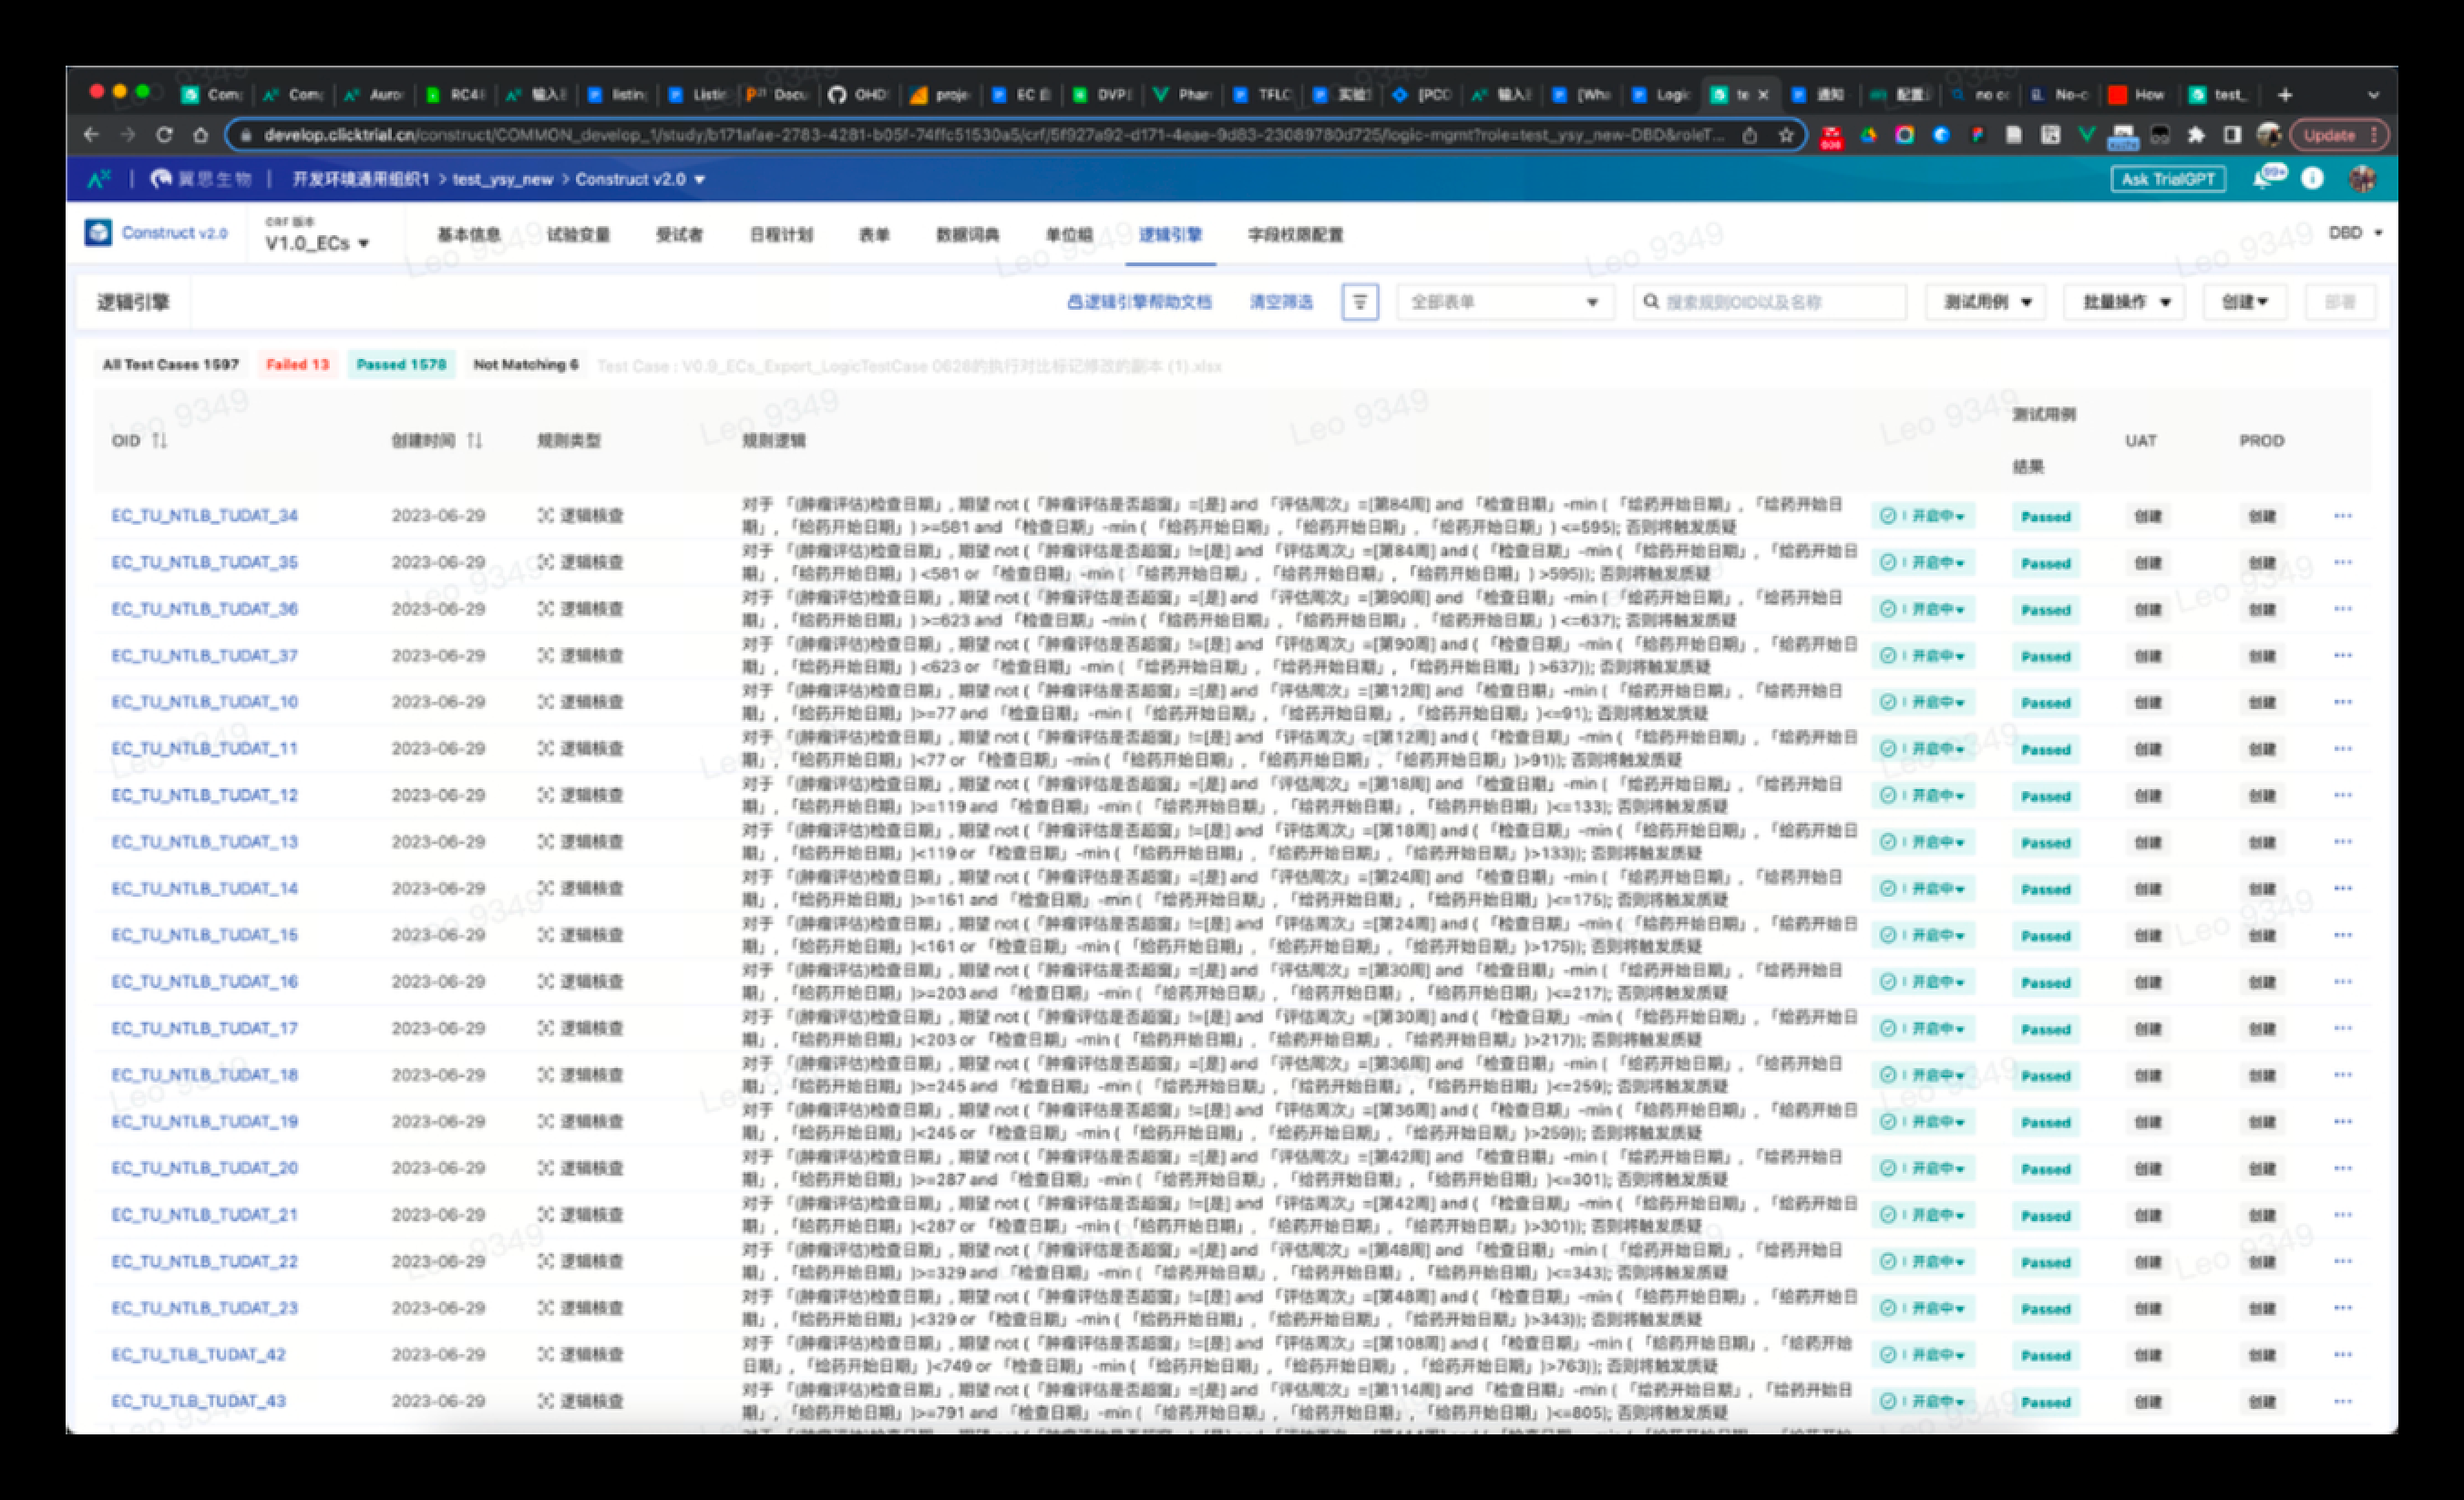 Com
Com
Auro
RC4
输入
listin
Listin
Docu
OHD
proje
EC
DVP
Phar
TFLC
实验
[PCC
输入
[Wha
Logic
te
通知
配置
no cc
No-c
How
test_
develop.clicktrial.cn/construct/COMMON_develop_1/study/b171afae-2783-4281-b05f-74ffc51530a5/crf/5f927a92-d171-4eae-9d83-23089780d725/logic-mgmt?role=test_ysy_new-DBD&roleT...
Update
翼思生物
开发环境通用组织1 > test_ysy_new > Construct v2.0
Ask TrialGPT
99+
Construct v2.0
CRF 版本
V1.0_ECs
基本信息
试验变量
受试者
日程计划
表单
数据词典
单位组
逻辑引擎
字段权限配置
DBD
逻辑引擎
逻辑引擎帮助文档
清空筛选
全部表单
搜索规则OID以及名称
测试用例
批量操作
创建
部署
All Test Cases 1597
Failed 13
Passed 1578
Not Matching 6
Test Case : V0.9_ECs_Export_LogicTestCase 0628的执行对比标记修改的副本 (1).xlsx
OID
创建时间
规则类型
规则逻辑
测试用例
结果
UAT
PROD
EC_TU_NTLB_TUDAT_34 2023-06-29 逻辑核查
对于「(肿瘤评估)检查日期」, 期望 not (「肿瘤评估是否超窗」=[是] and 「评估周次」=[第84周] and 「检查日期」-min (「给药开始日期」, 「给药开始日
期」, 「给药开始日期」) >=581 and 「检查日期」-min (「给药开始日期」, 「给药开始日期」, 「给药开始日期」) <=595); 否则将触发质疑
开启中 Passed 创建 创建
EC_TU_NTLB_TUDAT_35 2023-06-29 逻辑核查
对于「(肿瘤评估)检查日期」, 期望 not (「肿瘤评估是否超窗」!=[是] and 「评估周次」=[第84周] and (「检查日期」-min (「给药开始日期」, 「给药开始日
期」, 「给药开始日期」) <581 or 「检查日期」-min (「给药开始日期」, 「给药开始日期」, 「给药开始日期」) >595)); 否则将触发质疑
开启中 Passed 创建 创建
EC_TU_NTLB_TUDAT_36 2023-06-29 逻辑核查
对于「(肿瘤评估)检查日期」, 期望 not (「肿瘤评估是否超窗」=[是] and 「评估周次」=[第90周] and 「检查日期」-min (「给药开始日期」, 「给药开始日
期」, 「给药开始日期」) >=623 and 「检查日期」-min (「给药开始日期」, 「给药开始日期」, 「给药开始日期」) <=637); 否则将触发质疑
开启中 Passed 创建 创建
EC_TU_NTLB_TUDAT_37 2023-06-29 逻辑核查
对于「(肿瘤评估)检查日期」, 期望 not (「肿瘤评估是否超窗」!=[是] and 「评估周次」=[第90周] and (「检查日期」-min (「给药开始日期」, 「给药开始日
期」, 「给药开始日期」) <623 or 「检查日期」-min (「给药开始日期」, 「给药开始日期」, 「给药开始日期」) >637)); 否则将触发质疑
开启中 Passed 创建 创建
EC_TU_NTLB_TUDAT_10 2023-06-29 逻辑核查
对于「(肿瘤评估)检查日期」, 期望 not (「肿瘤评估是否超窗」=[是] and 「评估周次」=[第12周] and 「检查日期」-min (「给药开始日期」, 「给药开始日
期」, 「给药开始日期」)>=77 and 「检查日期」-min (「给药开始日期」, 「给药开始日期」, 「给药开始日期」)<=91); 否则将触发质疑
开启中 Passed 创建 创建
EC_TU_NTLB_TUDAT_11 2023-06-29 逻辑核查
对于「(肿瘤评估)检查日期」, 期望 not (「肿瘤评估是否超窗」!=[是] and 「评估周次」=[第12周] and (「检查日期」-min (「给药开始日期」, 「给药开始日
期」, 「给药开始日期」)<77 or 「检查日期」-min (「给药开始日期」, 「给药开始日期」, 「给药开始日期」)>91)); 否则将触发质疑
开启中 Passed 创建 创建
EC_TU_NTLB_TUDAT_12 2023-06-29 逻辑核查
对于「(肿瘤评估)检查日期」, 期望 not (「肿瘤评估是否超窗」=[是] and 「评估周次」=[第18周] and 「检查日期」-min (「给药开始日期」, 「给药开始日
期」, 「给药开始日期」)>=119 and 「检查日期」-min (「给药开始日期」, 「给药开始日期」, 「给药开始日期」)<=133); 否则将触发质疑
开启中 Passed 创建 创建
EC_TU_NTLB_TUDAT_13 2023-06-29 逻辑核查
对于「(肿瘤评估)检查日期」, 期望 not (「肿瘤评估是否超窗」!=[是] and 「评估周次」=[第18周] and (「检查日期」-min (「给药开始日期」, 「给药开始日
期」, 「给药开始日期」)<119 or 「检查日期」-min (「给药开始日期」, 「给药开始日期」, 「给药开始日期」)>133)); 否则将触发质疑
开启中 Passed 创建 创建
EC_TU_NTLB_TUDAT_14 2023-06-29 逻辑核查
对于「(肿瘤评估)检查日期」, 期望 not (「肿瘤评估是否超窗」=[是] and 「评估周次」=[第24周] and 「检查日期」-min (「给药开始日期」, 「给药开始日
期」, 「给药开始日期」)>=161 and 「检查日期」-min (「给药开始日期」, 「给药开始日期」, 「给药开始日期」)<=175); 否则将触发质疑
开启中 Passed 创建 创建
EC_TU_NTLB_TUDAT_15 2023-06-29 逻辑核查
对于「(肿瘤评估)检查日期」, 期望 not (「肿瘤评估是否超窗」!=[是] and 「评估周次」=[第24周] and (「检查日期」-min (「给药开始日期」, 「给药开始日
期」, 「给药开始日期」)<161 or 「检查日期」-min (「给药开始日期」, 「给药开始日期」, 「给药开始日期」)>175)); 否则将触发质疑
开启中 Passed 创建 创建
EC_TU_NTLB_TUDAT_16 2023-06-29 逻辑核查
对于「(肿瘤评估)检查日期」, 期望 not (「肿瘤评估是否超窗」=[是] and 「评估周次」=[第30周] and 「检查日期」-min (「给药开始日期」, 「给药开始日
期」, 「给药开始日期」)>=203 and 「检查日期」-min (「给药开始日期」, 「给药开始日期」, 「给药开始日期」)<=217); 否则将触发质疑
开启中 Passed 创建 创建
EC_TU_NTLB_TUDAT_17 2023-06-29 逻辑核查
对于「(肿瘤评估)检查日期」, 期望 not (「肿瘤评估是否超窗」!=[是] and 「评估周次」=[第30周] and (「检查日期」-min (「给药开始日期」, 「给药开始日
期」, 「给药开始日期」)<203 or 「检查日期」-min (「给药开始日期」, 「给药开始日期」, 「给药开始日期」)>217)); 否则将触发质疑
开启中 Passed 创建 创建
EC_TU_NTLB_TUDAT_18 2023-06-29 逻辑核查
对于「(肿瘤评估)检查日期」, 期望 not (「肿瘤评估是否超窗」=[是] and 「评估周次」=[第36周] and 「检查日期」-min (「给药开始日期」, 「给药开始日
期」, 「给药开始日期」)>=245 and 「检查日期」-min (「给药开始日期」, 「给药开始日期」, 「给药开始日期」)<=259); 否则将触发质疑
开启中 Passed 创建 创建
EC_TU_NTLB_TUDAT_19 2023-06-29 逻辑核查
对于「(肿瘤评估)检查日期」, 期望 not (「肿瘤评估是否超窗」!=[是] and 「评估周次」=[第36周] and (「检查日期」-min (「给药开始日期」, 「给药开始日
期」, 「给药开始日期」)<245 or 「检查日期」-min (「给药开始日期」, 「给药开始日期」, 「给药开始日期」)>259)); 否则将触发质疑
开启中 Passed 创建 创建
EC_TU_NTLB_TUDAT_20 2023-06-29 逻辑核查
对于「(肿瘤评估)检查日期」, 期望 not (「肿瘤评估是否超窗」=[是] and 「评估周次」=[第42周] and 「检查日期」-min (「给药开始日期」, 「给药开始日
期」, 「给药开始日期」)>=287 and 「检查日期」-min (「给药开始日期」, 「给药开始日期」, 「给药开始日期」)<=301); 否则将触发质疑
开启中 Passed 创建 创建
EC_TU_NTLB_TUDAT_21 2023-06-29 逻辑核查
对于「(肿瘤评估)检查日期」, 期望 not (「肿瘤评估是否超窗」!=[是] and 「评估周次」=[第42周] and (「检查日期」-min (「给药开始日期」, 「给药开始日
期」, 「给药开始日期」)<287 or 「检查日期」-min (「给药开始日期」, 「给药开始日期」, 「给药开始日期」)>301)); 否则将触发质疑
开启中 Passed 创建 创建
EC_TU_NTLB_TUDAT_22 2023-06-29 逻辑核查
对于「(肿瘤评估)检查日期」, 期望 not (「肿瘤评估是否超窗」=[是] and 「评估周次」=[第48周] and 「检查日期」-min (「给药开始日期」, 「给药开始日
期」, 「给药开始日期」)>=329 and 「检查日期」-min (「给药开始日期」, 「给药开始日期」, 「给药开始日期」)<=343); 否则将触发质疑
开启中 Passed 创建 创建
EC_TU_NTLB_TUDAT_23 2023-06-29 逻辑核查
对于「(肿瘤评估)检查日期」, 期望 not (「肿瘤评估是否超窗」!=[是] and 「评估周次」=[第48周] and (「检查日期」-min (「给药开始日期」, 「给药开始日
期」, 「给药开始日期」)<329 or 「检查日期」-min (「给药开始日期」, 「给药开始日期」, 「给药开始日期」)>343)); 否则将触发质疑
开启中 Passed 创建 创建
EC_TU_TLB_TUDAT_42 2023-06-29 逻辑核查
对于「(肿瘤评估)检查日期」, 期望 not (「肿瘤评估是否超窗」!=[是] and 「评估周次」=[第108周] and (「检查日期」-min (「给药开始日期」, 「给药开始
日期」, 「给药开始日期」)<749 or 「检查日期」-min (「给药开始日期」, 「给药开始日期」, 「给药开始日期」)>763)); 否则将触发质疑
开启中 Passed 创建 创建
EC_TU_TLB_TUDAT_43 2023-06-29 逻辑核查
对于「(肿瘤评估)检查日期」, 期望 not (「肿瘤评估是否超窗」=[是] and 「评估周次」=[第114周] and 「检查日期」-min (「给药开始日期」, 「给药开始日
期」, 「给药开始日期」)>=791 and 「检查日期」-min (「给药开始日期」, 「给药开始日期」, 「给药开始日期」)<=805); 否则将触发质疑
开启中 Passed 创建 创建
Leo 9349